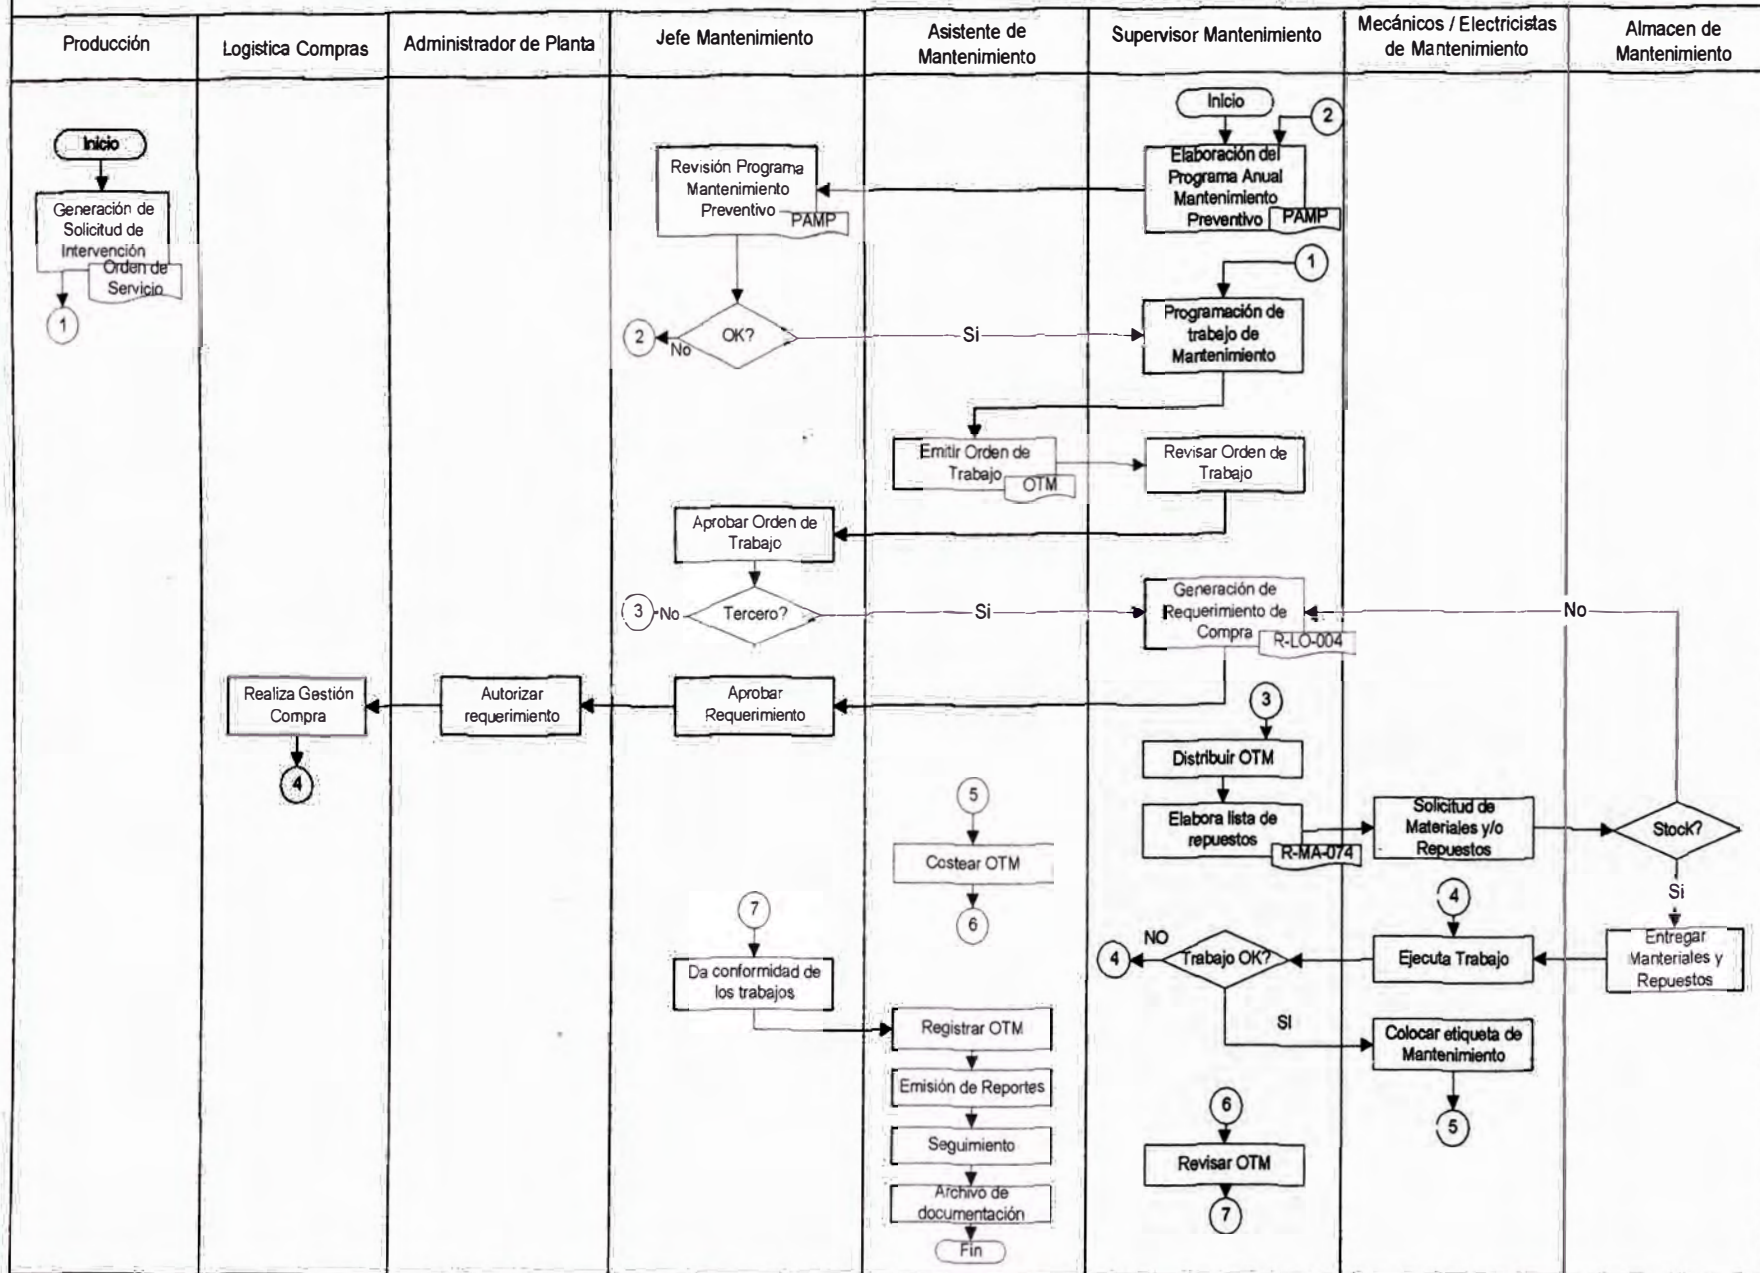 Producción
Logistica Compras
Administrador de Planta
Jefe Mantenimiento
Asistente de
Mantenimiento
Supervisor Mantenimiento
Mecánicos / Electricistas
de Mantenimiento
Almacen de
Mantenimiento
Inicio
Generación de
Solicitud de
Intervención
Orden de
Servicio
1
Inicio
2
Elaboración del
Programa Anual
Mantenimiento
Preventivo
PAMP
Revisión Programa
Mantenimiento
Preventivo
PAMP
OK?
No
2
Si
1
Programación de
trabajo de
Mantenimiento
Emitir Orden de
Trabajo
OTM
Revisar Orden de
Trabajo
Aprobar Orden de
Trabajo
Tercero?
No
3
Si
Generación de
Requerimiento de
Compra
R-LO-004
No
Realiza Gestión
Compra
4
Autorizar
requerimiento
Aprobar
Requerimiento
3
Distribuir OTM
Elabora lista de
repuestos
R-MA-074
Solicitud de
Materiales y/o
Repuestos
Stock?
Si
Entregar
Manteriales y
Repuestos
4
Ejecuta Trabajo
Trabajo OK?
NO
4
SI
Colocar etiqueta de
Mantenimiento
5
5
Costear OTM
6
6
Revisar OTM
7
7
Da conformidad de
los trabajos
Registrar OTM
Emisión de Reportes
Seguimiento
Archivo de
documentación
Fin